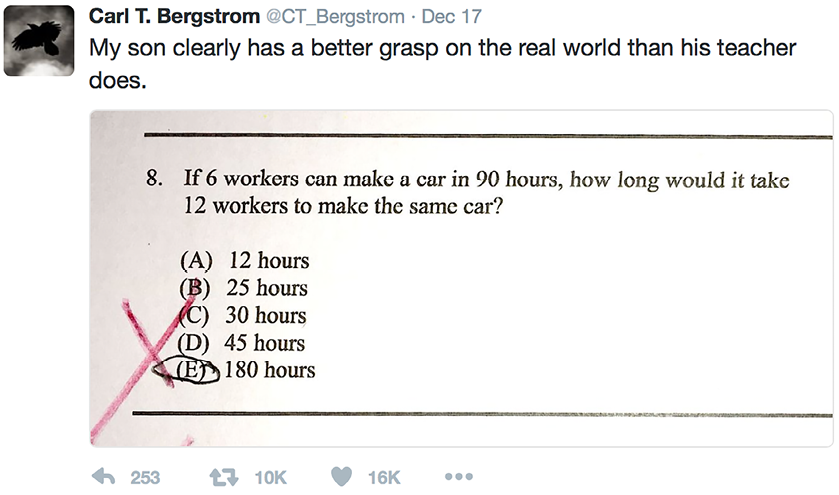 Carl T. Bergstrom @CT_Bergstrom · Dec 17
My son clearly has a better grasp on the real world than his teacher
does.
8. If 6 workers can make a car in 90 hours, how long would it take
12 workers to make the same car?
(A) 12 hours
(B) 25 hours
(C) 30 hours
(D) 45 hours
(E) 180 hours
253 10K 16K